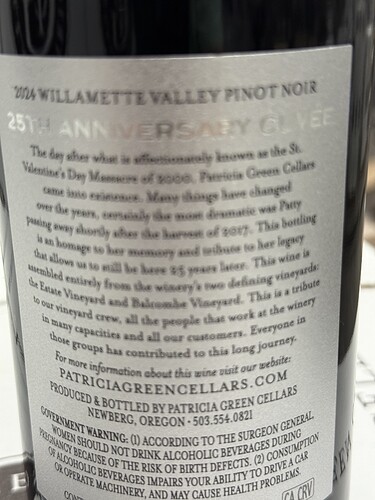 2024 WILLAMETTE VALLEY PINOT NOIR
25TH ANNIVERSARY CUVÉE
The day after what is affectionately known as the St.
Valentine's Day Massacre of 2000, Patricia Green Cellars
came into existence. Many things have changed
over the years, certainly the most dramatic was Patty
passing away shortly after the harvest of 2017. This bottling
is an homage to her memory and tribute to her legacy
that allows us to still be here 25 years later. This wine is
assembled entirely from the winery's two defining vineyards:
the Estate Vineyard and Balcombe Vineyard. This is a tribute
to our vineyard crew, all the people that work at the winery
in many capacities and all our customers. Everyone in
those groups has contributed to this long journey.
For more information about this wine visit our website:
PATRICIAGREENCELLARS.COM
PRODUCED & BOTTLED BY PATRICIA GREEN CELLARS
NEWBERG, OREGON • 503.554.0821
GOVERNMENT WARNING: (1) ACCORDING TO THE SURGEON GENERAL,
WOMEN SHOULD NOT DRINK ALCOHOLIC BEVERAGES DURING
PREGNANCY BECAUSE OF THE RISK OF BIRTH DEFECTS. (2) CONSUMPTION
OF ALCOHOLIC BEVERAGES IMPAIRS YOUR ABILITY TO DRIVE A CAR
OR OPERATE MACHINERY, AND MAY CAUSE HEALTH PROBLEMS.
CA CRV